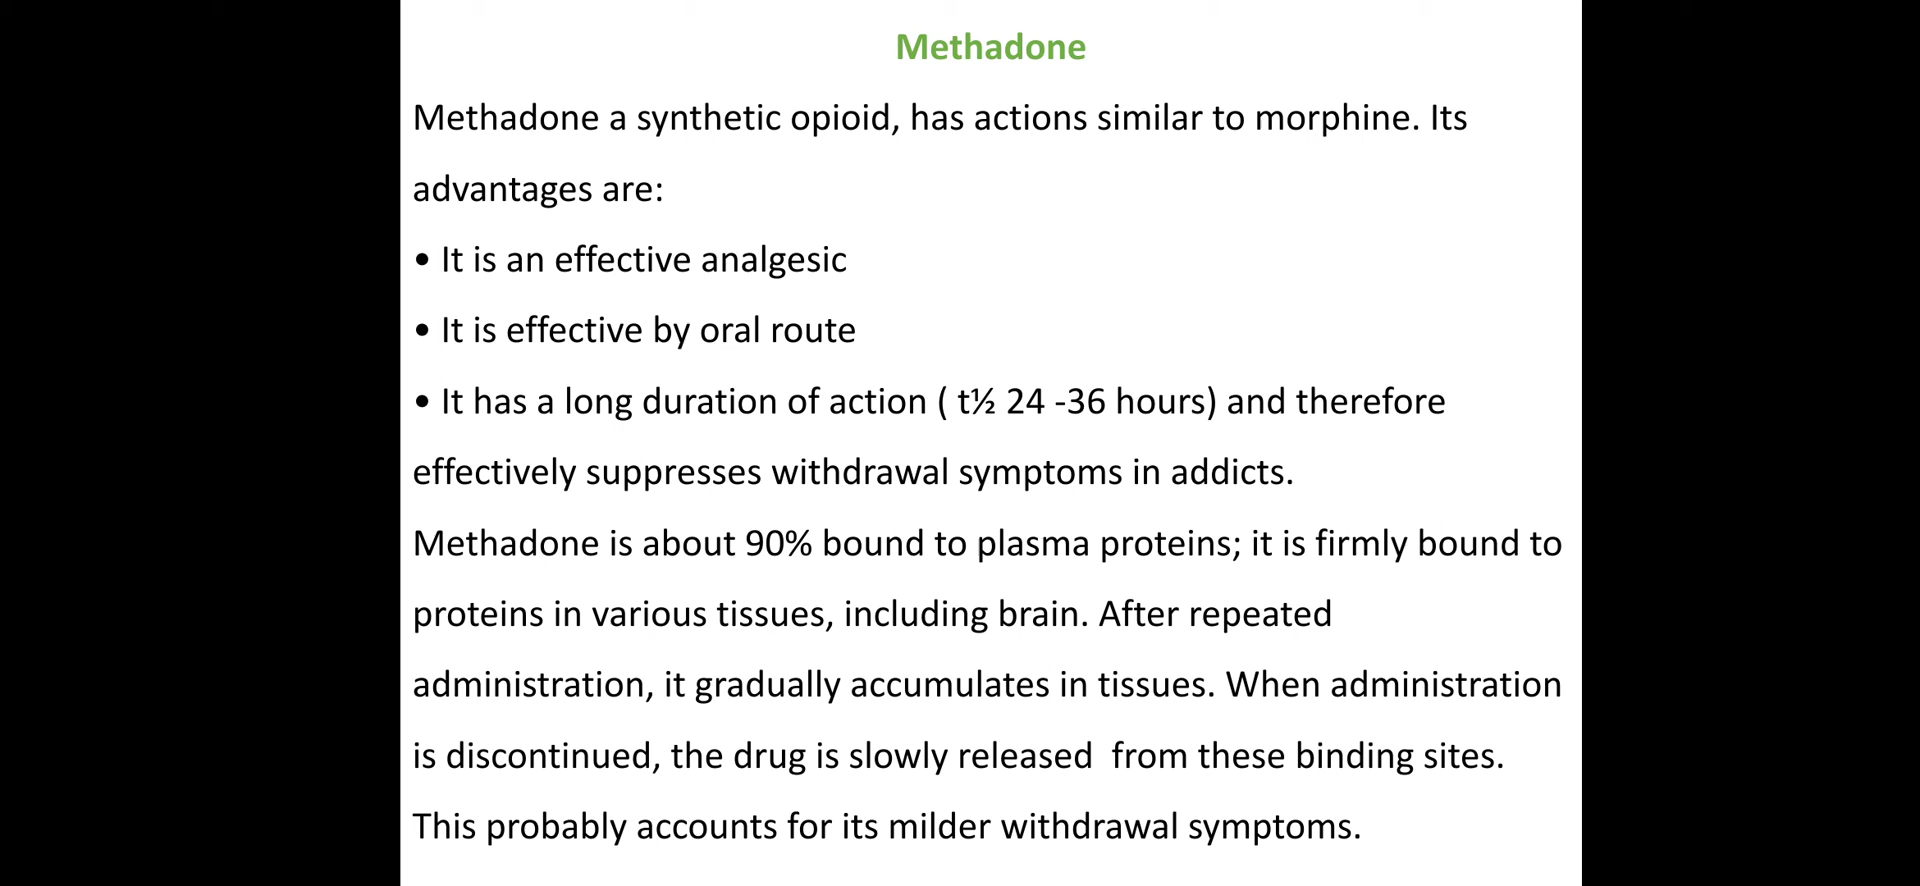 Methadone
Methadone a synthetic opioid, has actions similar to morphine. Its
advantages are:
• It is an effective analgesic
• It is effective by oral route
• It has a long duration of action ( t½ 24 -36 hours) and therefore
effectively suppresses withdrawal symptoms in addicts.
Methadone is about 90% bound to plasma proteins; it is firmly bound to
proteins in various tissues, including brain. After repeated
administration, it gradually accumulates in tissues. When administration
is discontinued, the drug is slowly released  from these binding sites.
This probably accounts for its milder withdrawal symptoms.